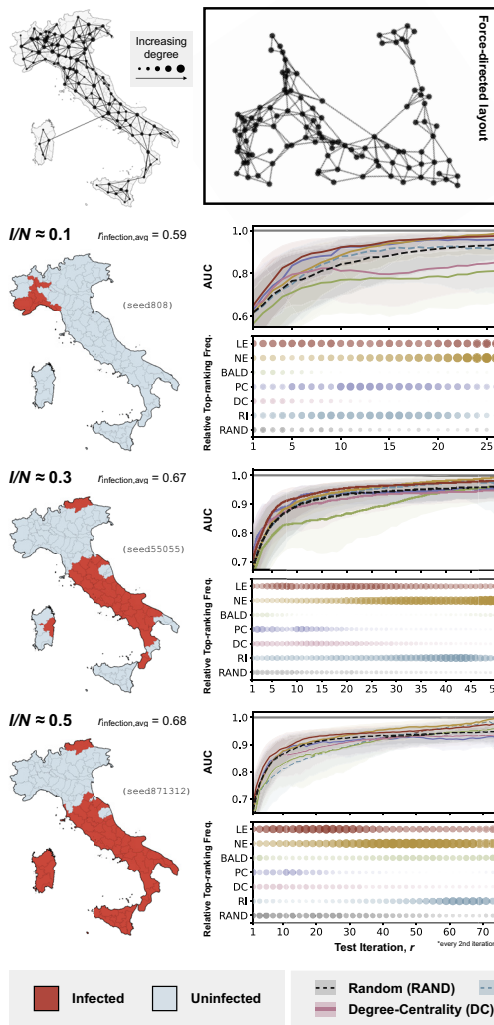 Increasing
degree
Force-directed layout
I/N ≈ 0.1
r infection,avg = 0.59
(seed808)
AUC
1.0
0.8
0.6
Relative Top-ranking Freq.
LE
NE
BALD
PC
DC
RI
RAND
1 5 10 15 20 25
I/N ≈ 0.3
r infection,avg = 0.67
(seed55055)
AUC
1.0
0.9
0.8
0.7
Relative Top-ranking Freq.
LE
NE
BALD
PC
DC
RI
RAND
1 5 10 15 20 25 30 35 40 45 50
I/N ≈ 0.5
r infection,avg = 0.68
(seed871312)
AUC
1.0
0.9
0.8
0.7
Relative Top-ranking Freq.
LE
NE
BALD
PC
DC
RI
RAND
1 10 20 30 40 50 60 70
Test Iteration, r
*every 2nd iteration
Infected
Uninfected
Random (RAND)
Degree-Centrality (DC)